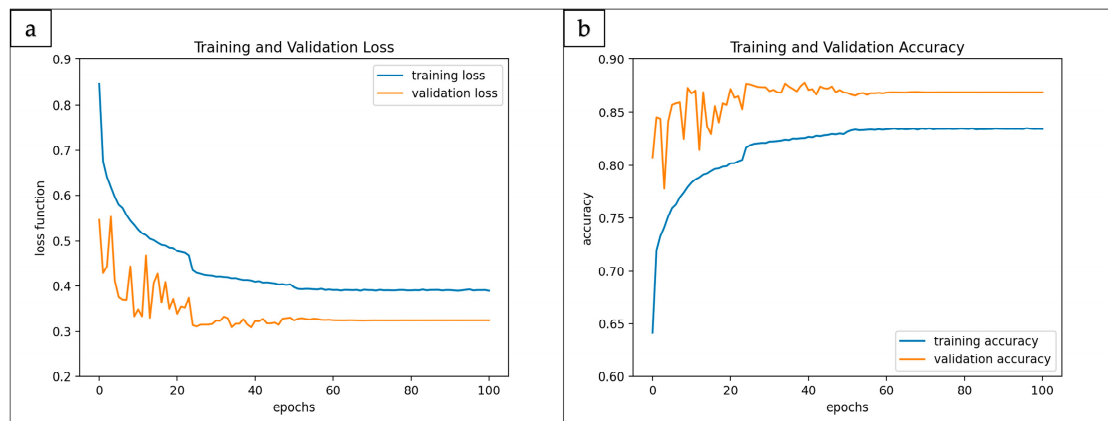 a
Training and Validation Loss
0.9
0.8
0.7
0.6
0.5
0.4
0.3
0.2
loss function
training loss
validation loss
0 20 40 60 80 100
epochs
b
Training and Validation Accuracy
0.90
0.85
0.80
0.75
0.70
0.65
0.60
accuracy
training accuracy
validation accuracy
0 20 40 60 80 100
epochs